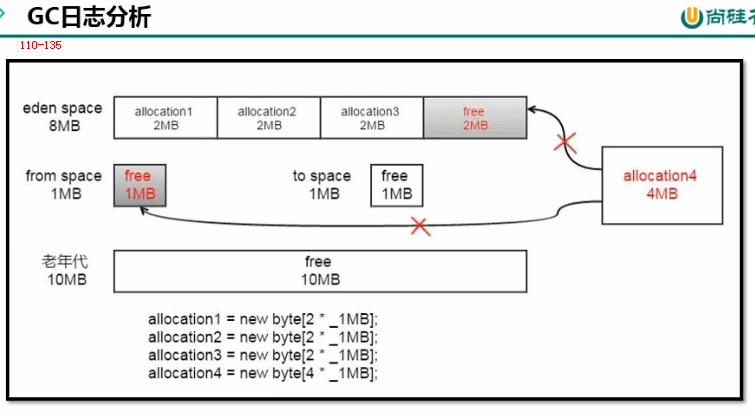 GC日志分析
尚硅谷
110-135
eden space
8MB
allocation1
2MB
allocation2
2MB
allocation3
2MB
free
2MB
from space
1MB
free
1MB
to space
1MB
free
1MB
allocation4
4MB
老年代
10MB
free
10MB
allocation1 = new byte[2 * _1MB];
allocation2 = new byte[2 * _1MB];
allocation3 = new byte[2 * _1MB];
allocation4 = new byte[4 * _1MB];